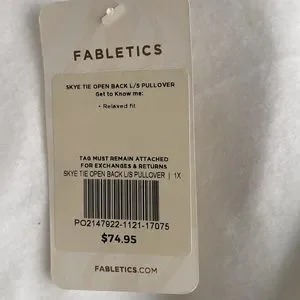 FABLETICS
SKYE TIE OPEN BACK L/S PULLOVER
Get to Know me:
• Relaxed fit
TAG MUST REMAIN ATTACHED
FOR EXCHANGES & RETURNS
SKYE TIE OPEN BACK L/S PULLOVER | 1X
PO2147922-1121-17075
$74.95
FABLETICS.COM